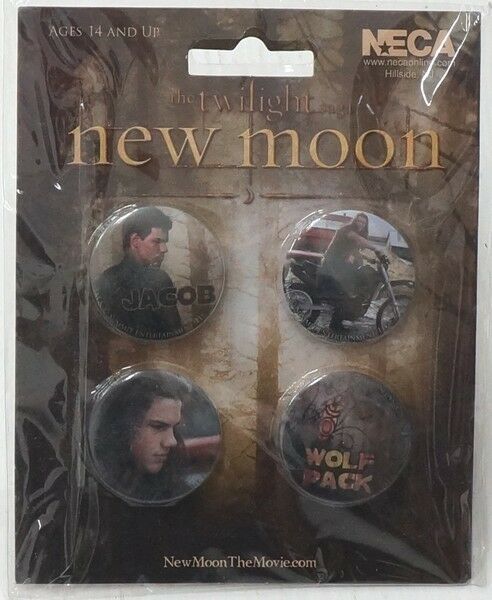 AGES 14 AND UP
NECA
www.necaonline.com
Hillside, NJ
the twilight saga
new moon
JACOB
WOLF
PACK
NewMoonTheMovie.com